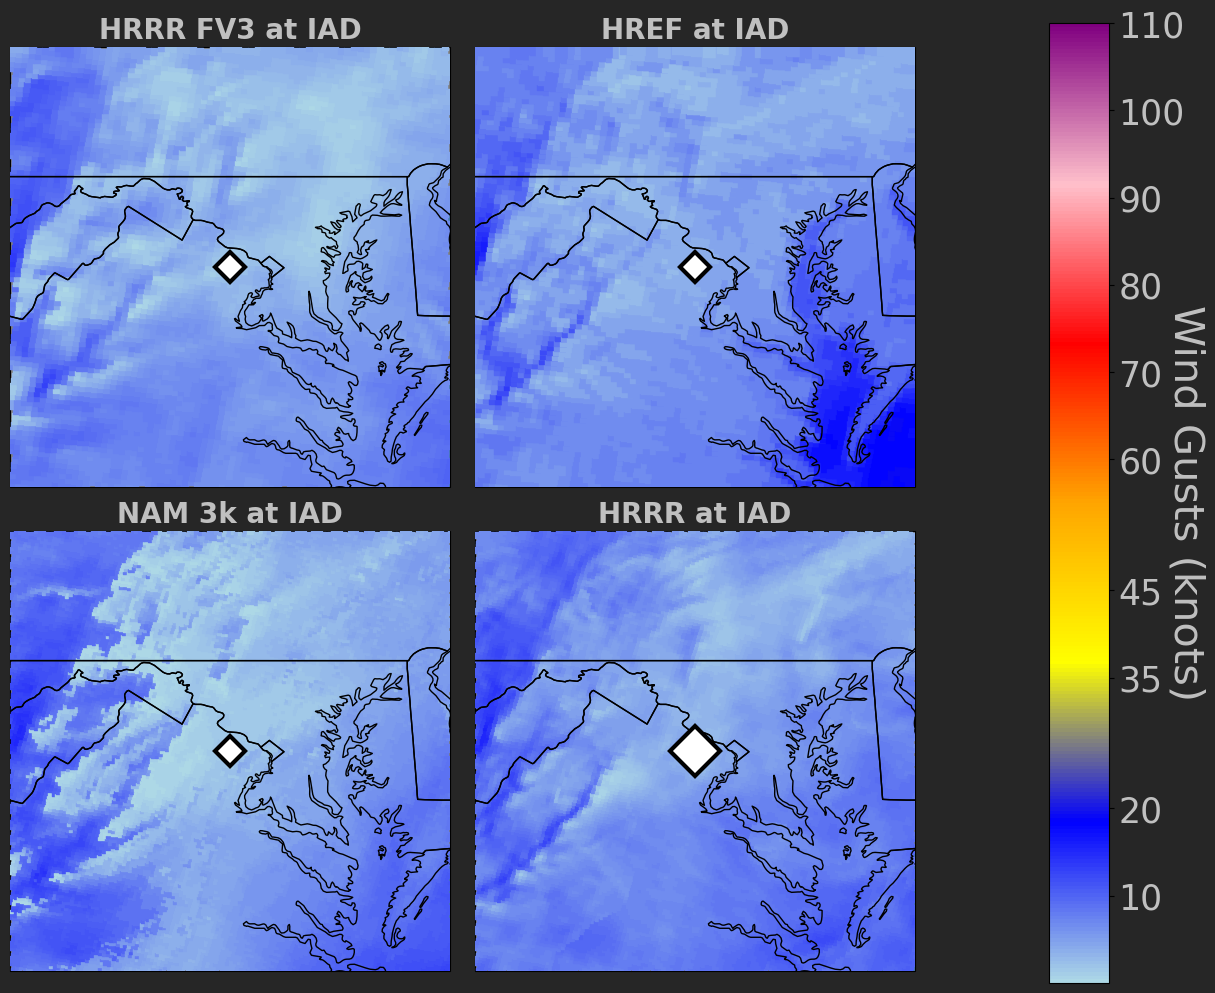 HRRR FV3 at IAD
HREF at IAD
NAM 3k at IAD
HRRR at IAD
110
100
90
80
70
60
45
35
20
10
Wind Gusts (knots)